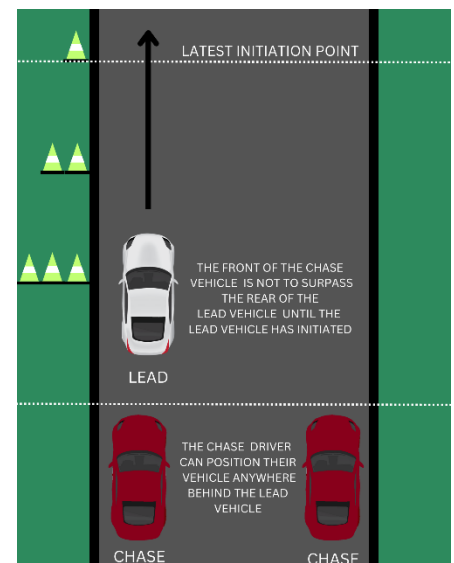 LATEST INITIATION POINT
THE FRONT OF THE CHASE
VEHICLE IS NOT TO SURPASS
THE REAR OF THE
LEAD VEHICLE UNTIL THE
LEAD VEHICLE HAS INITIATED
LEAD
THE CHASE DRIVER
CAN POSITION THEIR
VEHICLE ANYWHERE
BEHIND THE LEAD
VEHICLE
CHASE
CHASE